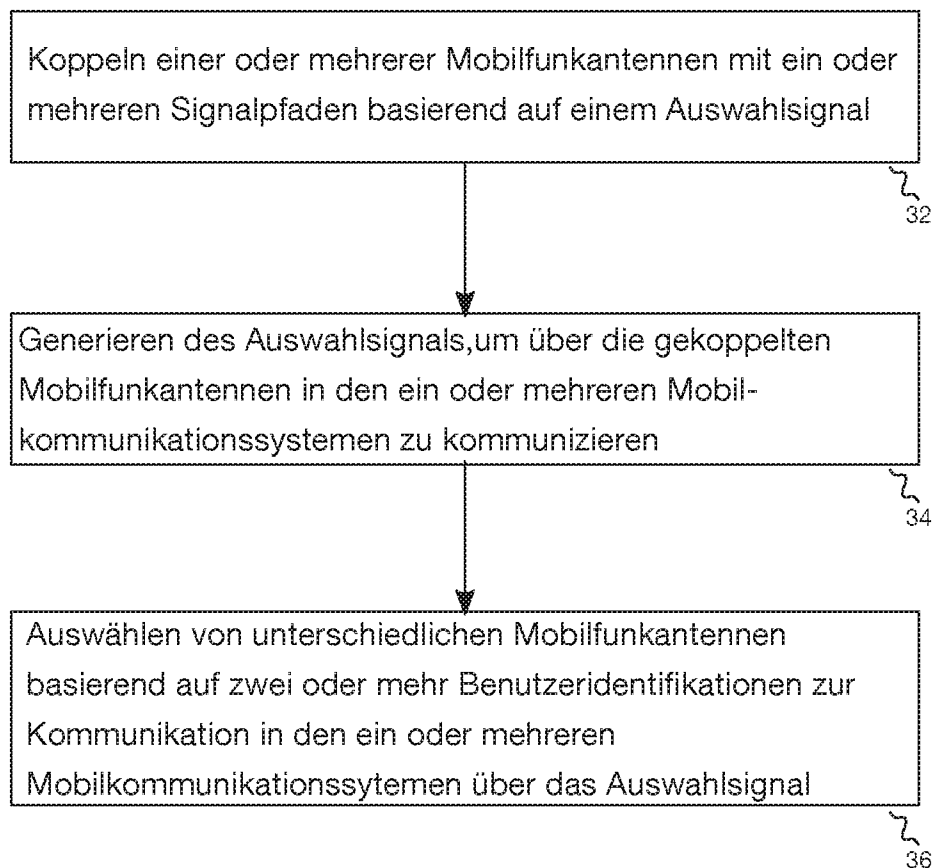 Koppeln einer oder mehrerer Mobilfunkantennen mit ein oder
mehreren Signalpfaden basierend auf einem Auswahlsignal
32
Generieren des Auswahlsignals,um über die gekoppelten
Mobilfunkantennen in den ein oder mehreren Mobil-
kommunikationssystemen zu kommunizieren
34
Auswählen von unterschiedlichen Mobilfunkantennen
basierend auf zwei oder mehr Benutzeridentifikationen zur
Kommunikation in den ein oder mehreren
Mobilkommunikationssytemen über das Auswahlsignal
36